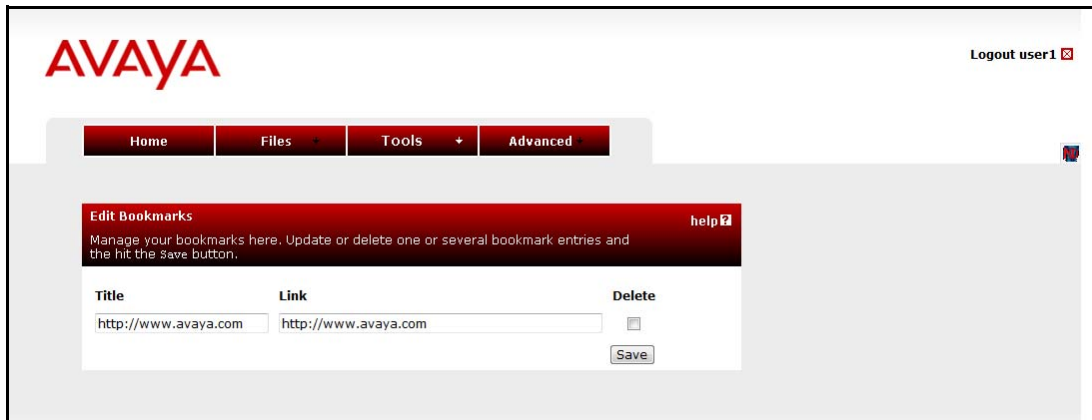 AVAYA
Logout user1
Home Files Tools Advanced
Edit Bookmarks
help
Manage your bookmarks here. Update or delete one or several bookmark entries and
the hit the Save button.
Title Link Delete
http://www.avaya.com http://www.avaya.com
Save